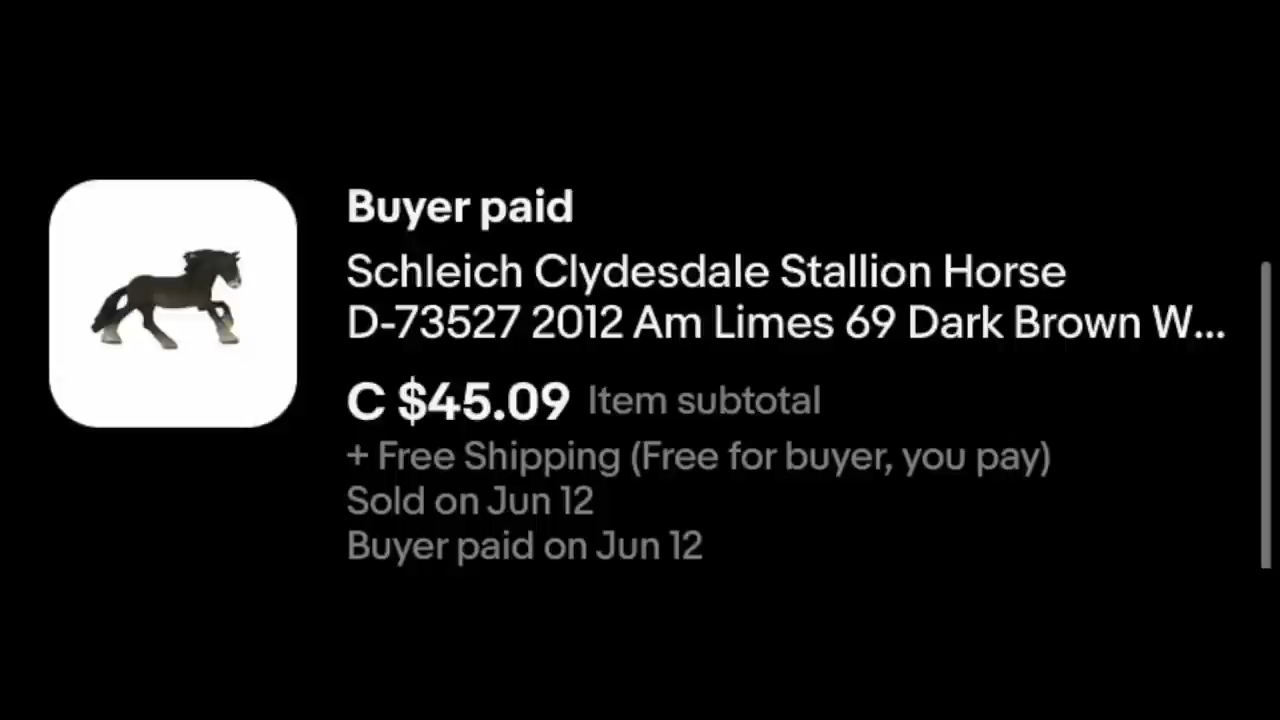 Buyer paid
Schleich Clydesdale Stallion Horse
D-73527 2012 Am Limes 69 Dark Brown W...
C $45.09 Item subtotal
+ Free Shipping (Free for buyer, you pay)
Sold on Jun 12
Buyer paid on Jun 12